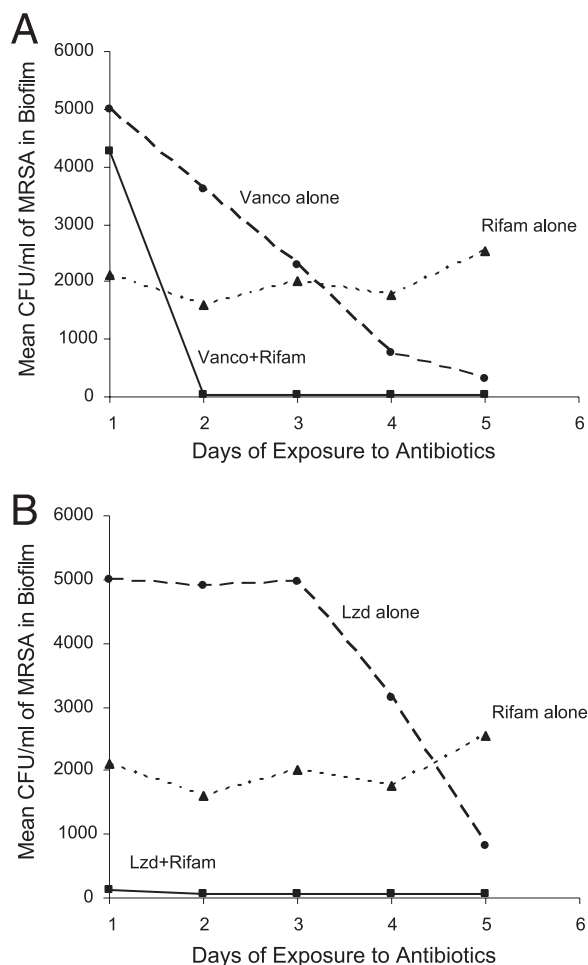 A
Mean CFU/ml of MRSA in Biofilm
6000
5000
4000
3000
2000
1000
0
Vanco alone
Rifam alone
Vanco+Rifam
1 2 3 4 5 6
Days of Exposure to Antibiotics
B
Mean CFU/ml of MRSA in Biofilm
6000
5000
4000
3000
2000
1000
0
Lzd alone
Rifam alone
Lzd+Rifam
1 2 3 4 5 6
Days of Exposure to Antibiotics